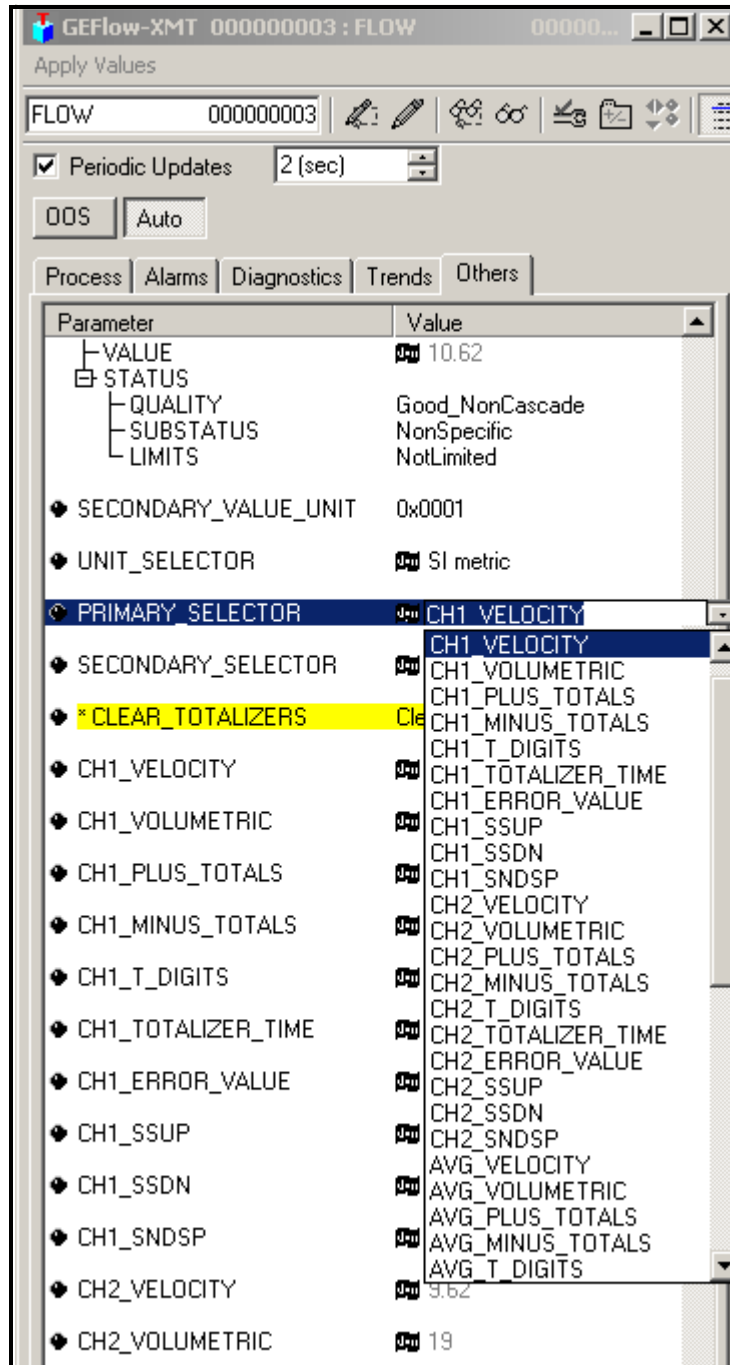 GEFlow-XMT 000000003 : FLOW 00000...
Apply Values
FLOW 000000003
Periodic Updates 2 (sec)
OOS Auto
Process Alarms Diagnostics Trends Others
Parameter Value
VALUE 10.62
STATUS
QUALITY Good_NonCascade
SUBSTATUS NonSpecific
LIMITS NotLimited
SECONDARY_VALUE_UNIT 0x0001
UNIT_SELECTOR SI metric
PRIMARY_SELECTOR CH1_VELOCITY
SECONDARY_SELECTOR
* CLEAR_TOTALIZERS Cle
CH1_VELOCITY
CH1_VOLUMETRIC
CH1_PLUS_TOTALS
CH1_MINUS_TOTALS
CH1_T_DIGITS
CH1_TOTALIZER_TIME
CH1_ERROR_VALUE
CH1_SSUP
CH1_SSDN
CH1_SNDSP
CH2_VELOCITY 9.62
CH2_VOLUMETRIC 19
CH1_VELOCITY
CH1_VOLUMETRIC
CH1_PLUS_TOTALS
CH1_MINUS_TOTALS
CH1_T_DIGITS
CH1_TOTALIZER_TIME
CH1_ERROR_VALUE
CH1_SSUP
CH1_SSDN
CH1_SNDSP
CH2_VELOCITY
CH2_VOLUMETRIC
CH2_PLUS_TOTALS
CH2_MINUS_TOTALS
CH2_T_DIGITS
CH2_TOTALIZER_TIME
CH2_ERROR_VALUE
CH2_SSUP
CH2_SSDN
CH2_SNDSP
AVG_VELOCITY
AVG_VOLUMETRIC
AVG_PLUS_TOTALS
AVG_MINUS_TOTALS
AVG_T_DIGITS